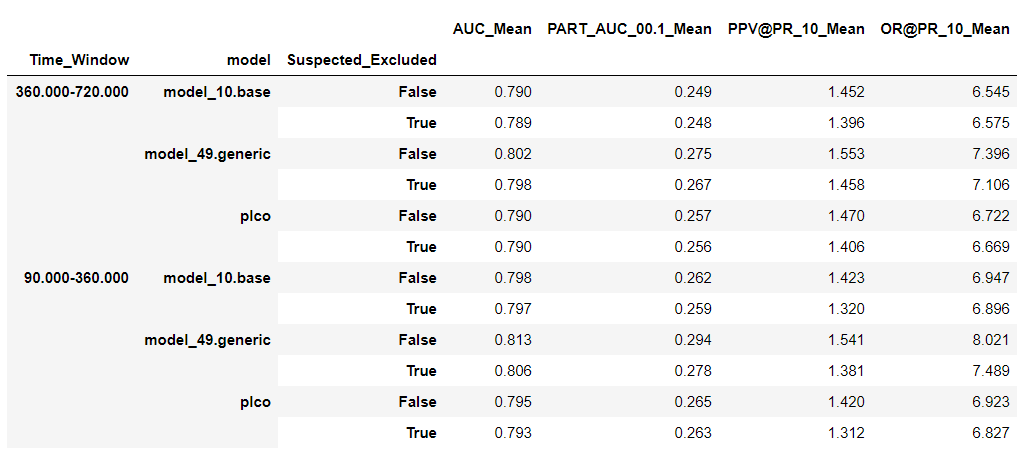 AUC_Mean PART_AUC_00.1_Mean PPV@PR_10_Mean OR@PR_10_Mean
Time_Window model Suspected_Excluded
360.000-720.000 model_10.base False 0.790 0.249 1.452 6.545
True 0.789 0.248 1.396 6.575
model_49.generic False 0.802 0.275 1.553 7.396
True 0.798 0.267 1.458 7.106
plco False 0.790 0.257 1.470 6.722
True 0.790 0.256 1.406 6.669
90.000-360.000 model_10.base False 0.798 0.262 1.423 6.947
True 0.797 0.259 1.320 6.896
model_49.generic False 0.813 0.294 1.541 8.021
True 0.806 0.278 1.381 7.489
plco False 0.795 0.265 1.420 6.923
True 0.793 0.263 1.312 6.827